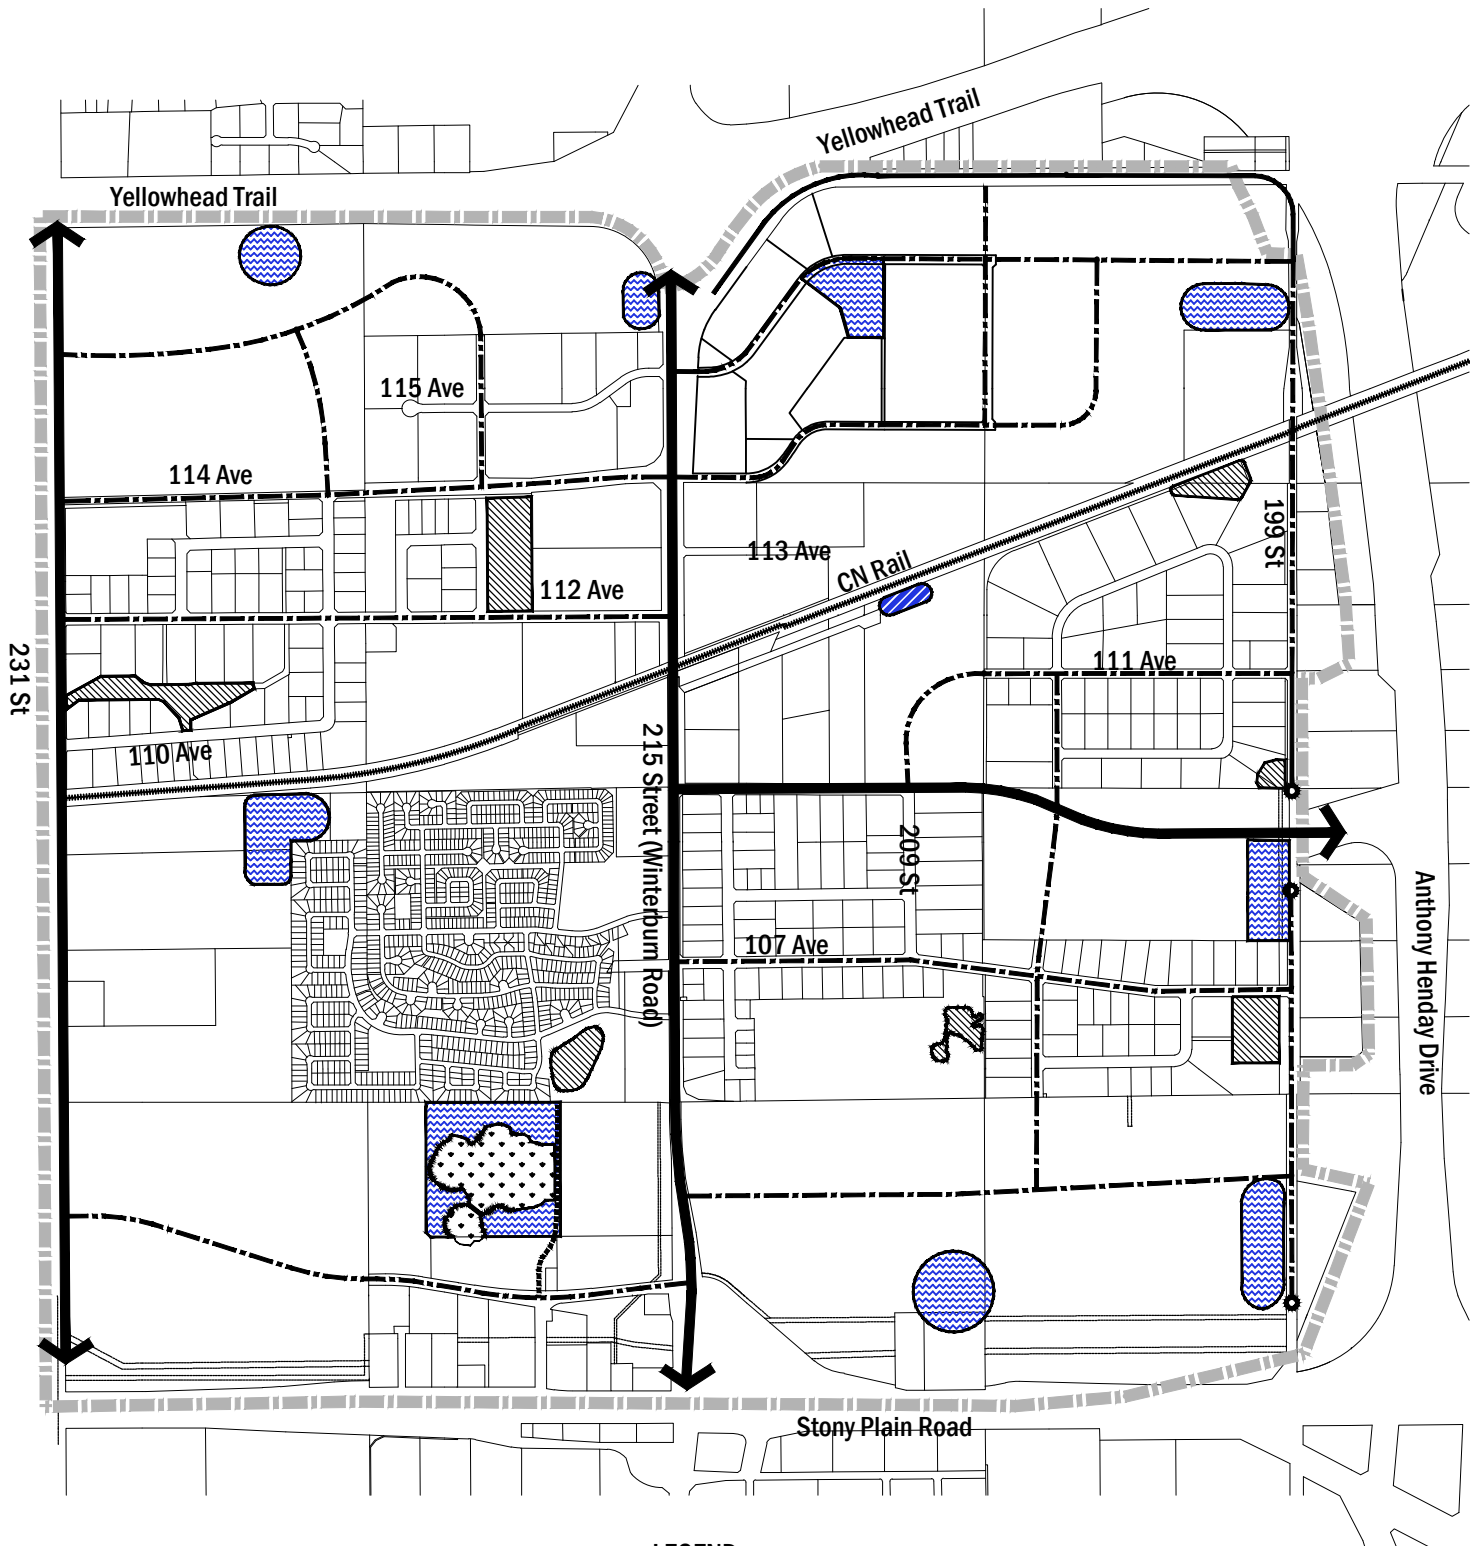 Yellowhead Trail
Yellowhead Trail
115 Ave
114 Ave
199 St
113 Ave
CN Rail
112 Ave
231 St
111 Ave
110 Ave
215 Street (Winterburn Road)
209 St
107 Ave
Anthony Henday Drive
Stony Plain Road
LEGEND